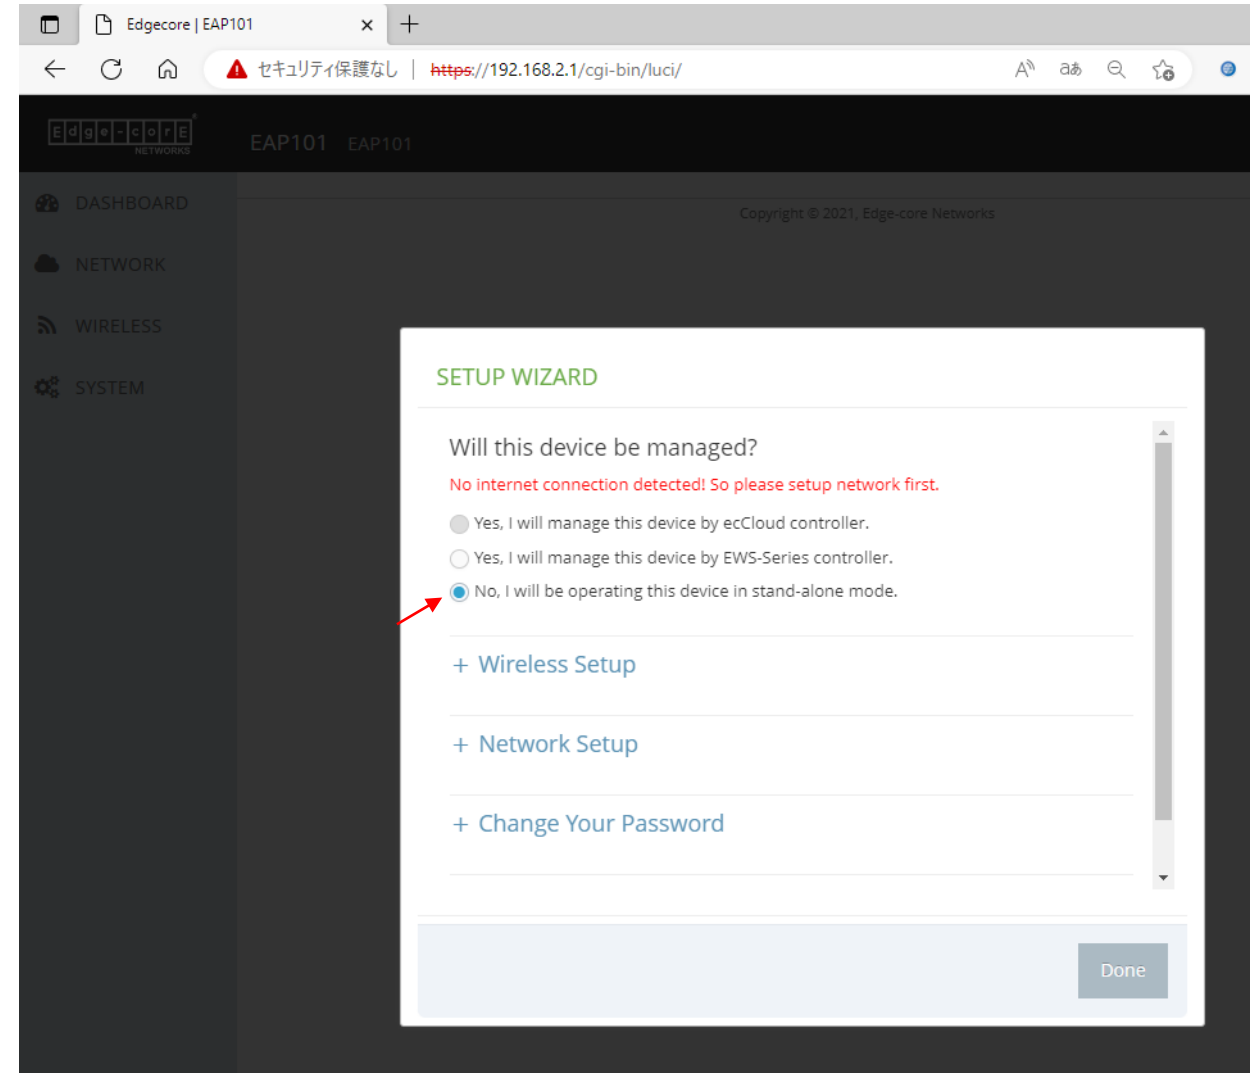 Edgecore | EAP101
セキュリティ保護なし | https://192.168.2.1/cgi-bin/luci/
Edge-corE
NETWORKS
EAP101 EAP101
DASHBOARD
Copyright © 2021, Edge-core Networks
NETWORK
WIRELESS
SYSTEM
SETUP WIZARD
Will this device be managed?
No internet connection detected! So please setup network first.
Yes, I will manage this device by ecCloud controller.
Yes, I will manage this device by EWS-Series controller.
No, I will be operating this device in stand-alone mode.
+ Wireless Setup
+ Network Setup
+ Change Your Password
Done